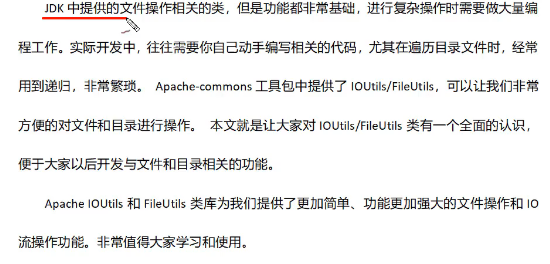 JDK 中提供的文件操作相关的类，但是功能都非常基础，进行复杂操作时需要做大量编
程工作。实际开发中，往往需要你自己动手编写相关的代码，尤其在遍历目录文件时，经常
用到递归，非常繁琐。 Apache-commons 工具包中提供了 IOUtils/FileUtils，可以让我们非常
方便的对文件和目录进行操作。 本文就是让大家对 IOUtils/FileUtils 类有一个全面的认识，
便于大家以后开发与文件和目录相关的功能。
Apache IOUtils 和 FileUtils 类库为我们提供了更加简单、功能更加强大的文件操作和 IO
流操作功能。非常值得大家学习和使用。